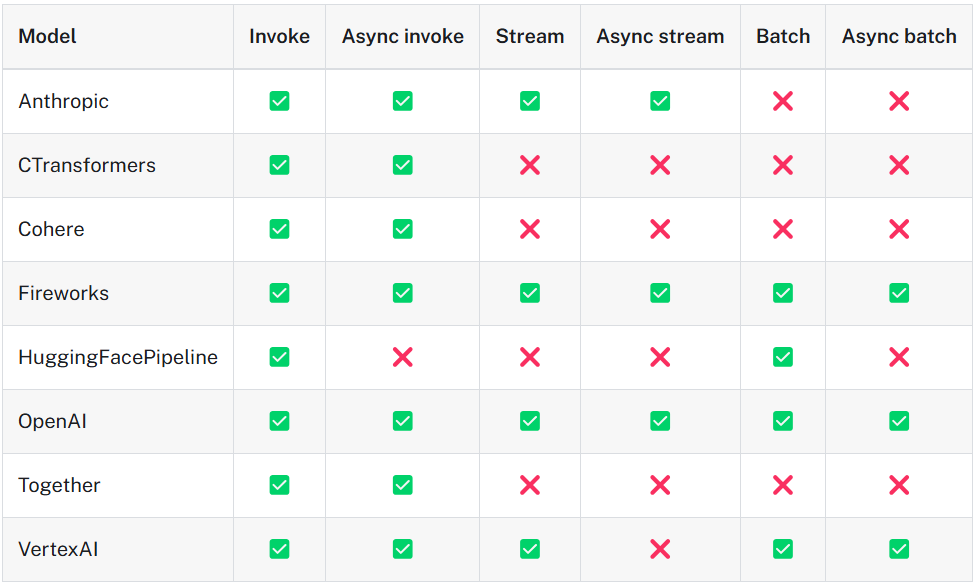 Model Invoke Async invoke Stream Async stream Batch Async batch
Anthropic ✅ ✅ ✅ ✅ ❌ ❌
CTransformers ✅ ✅ ❌ ❌ ❌ ❌
Cohere ✅ ✅ ❌ ❌ ❌ ❌
Fireworks ✅ ✅ ✅ ✅ ✅ ✅
HuggingFacePipeline ✅ ❌ ❌ ❌ ✅ ❌
OpenAI ✅ ✅ ✅ ✅ ✅ ✅
Together ✅ ✅ ❌ ❌ ❌ ❌
VertexAI ✅ ✅ ✅ ❌ ✅ ✅